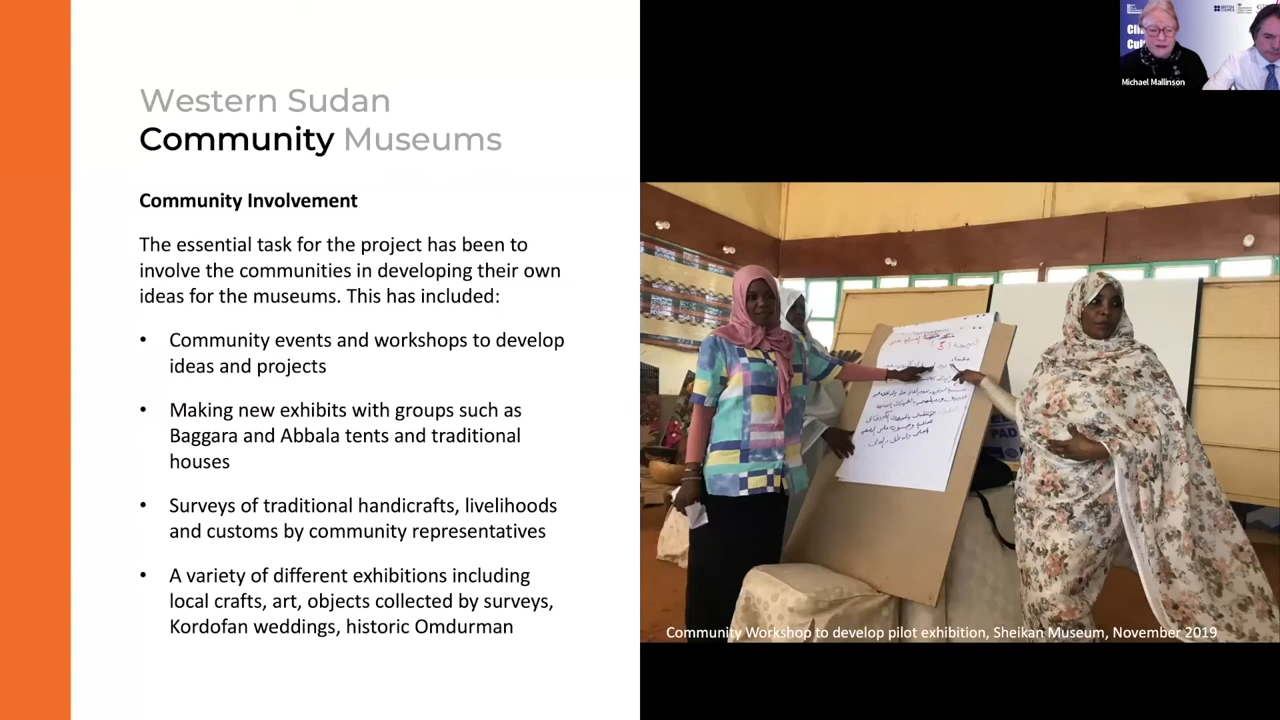 Western Sudan
Community Museums
Community Involvement
The essential task for the project has been to
involve the communities in developing their own
ideas for the museums. This has included:
• Community events and workshops to develop
ideas and projects
• Making new exhibits with groups such as
Baggara and Abbala tents and traditional
houses
• Surveys of traditional handicrafts, livelihoods
and customs by community representatives
• A variety of different exhibitions including
local crafts, art, objects collected by surveys,
Kordofan weddings, historic Omdurman
Michael Mallinson
Community Workshop to develop pilot exhibition, Sheikan Museum, November 2019